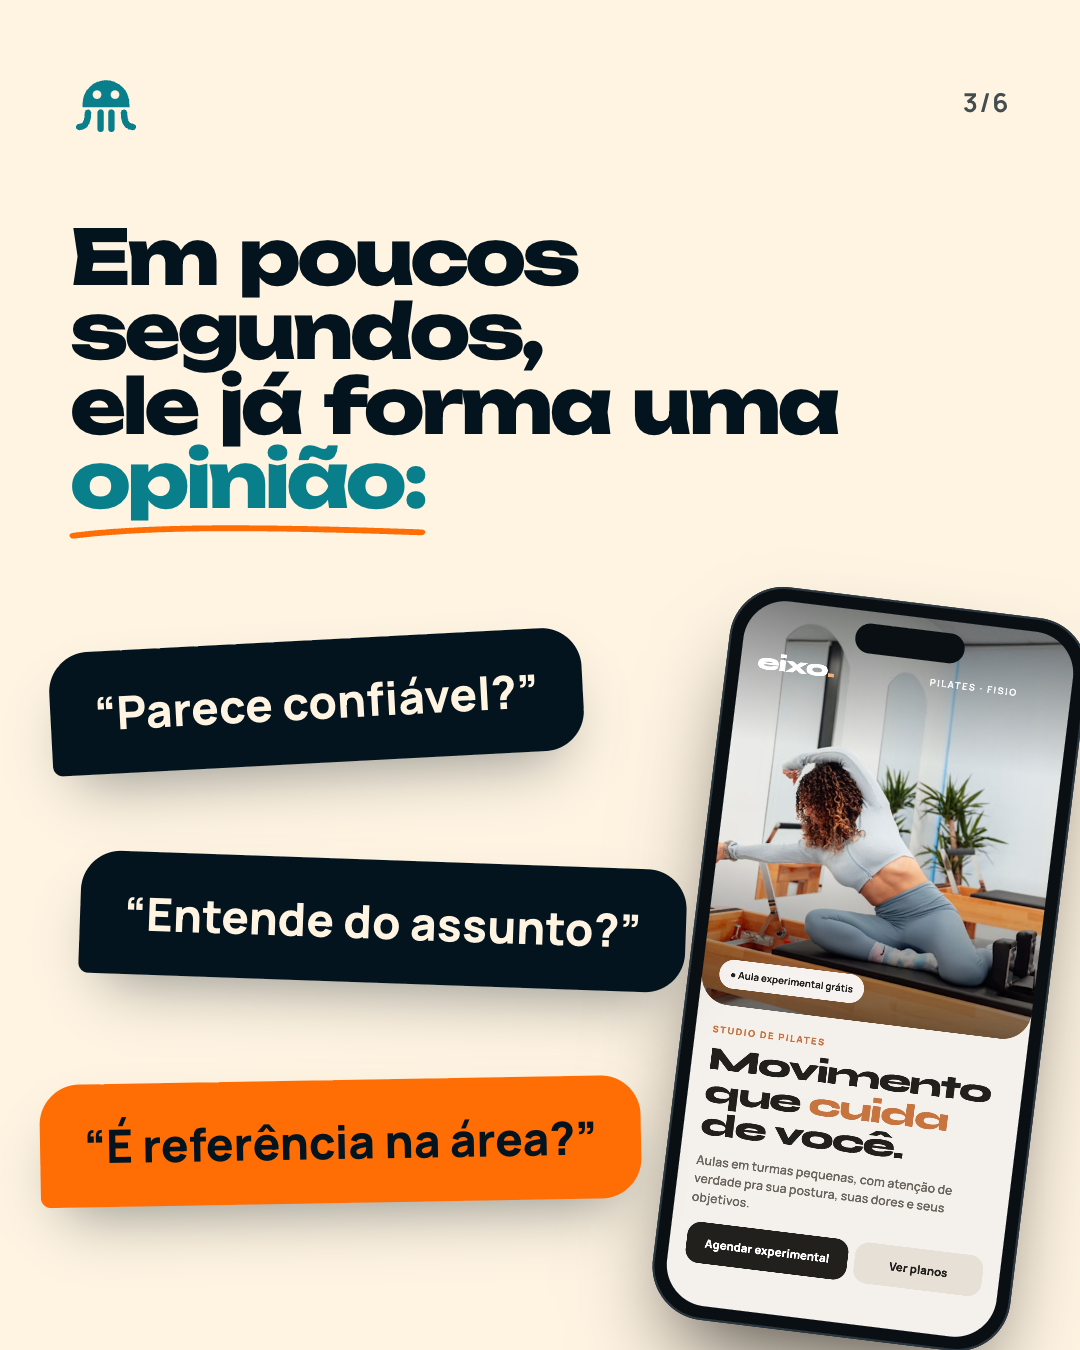 3/6
Em poucos
segundos,
ele já forma uma
opinião:
“Parece confiável?”
“Entende do assunto?”
“É referência na área?”
eixo.
PILATES · FISIO
• Aula experimental grátis
STUDIO DE PILATES
Movimento
que cuida
de você.
Aulas em turmas pequenas, com atenção de
verdade pra sua postura, suas dores e seus
objetivos.
Agendar experimental
Ver planos